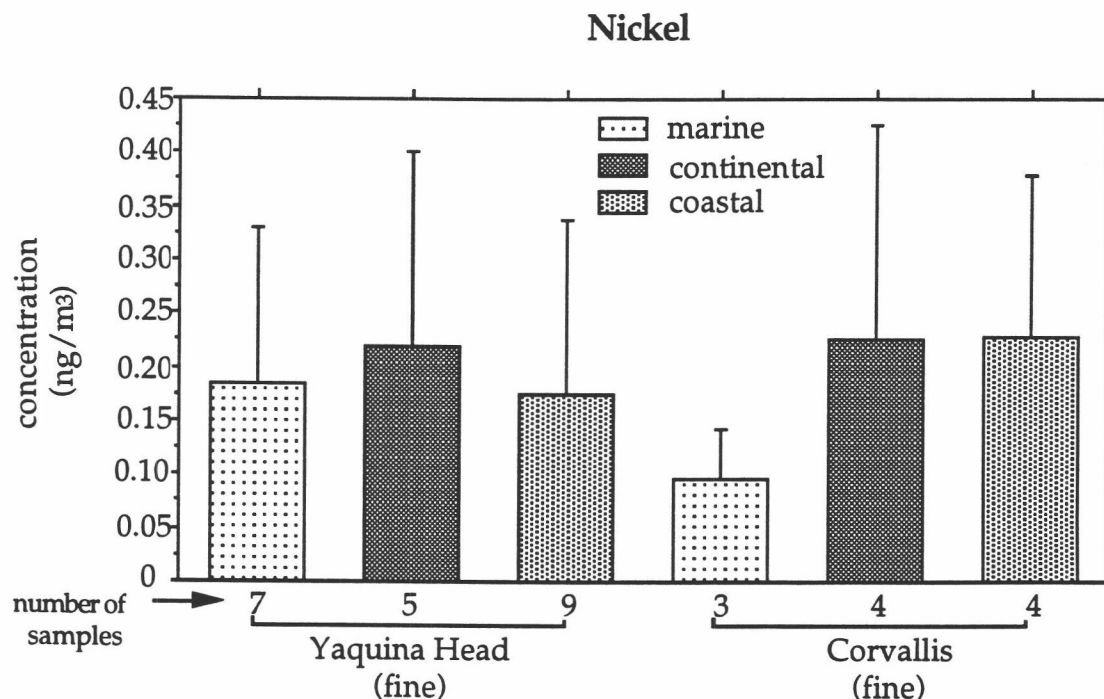 Nickel
0.45
0.40
0.35
0.30
0.25
0.20
0.15
0.10
0.05
0
concentration
(ng/m3)
marine
continental
coastal
number of
samples
7 5 9 3 4 4
Yaquina Head
(fine)
Corvallis
(fine)